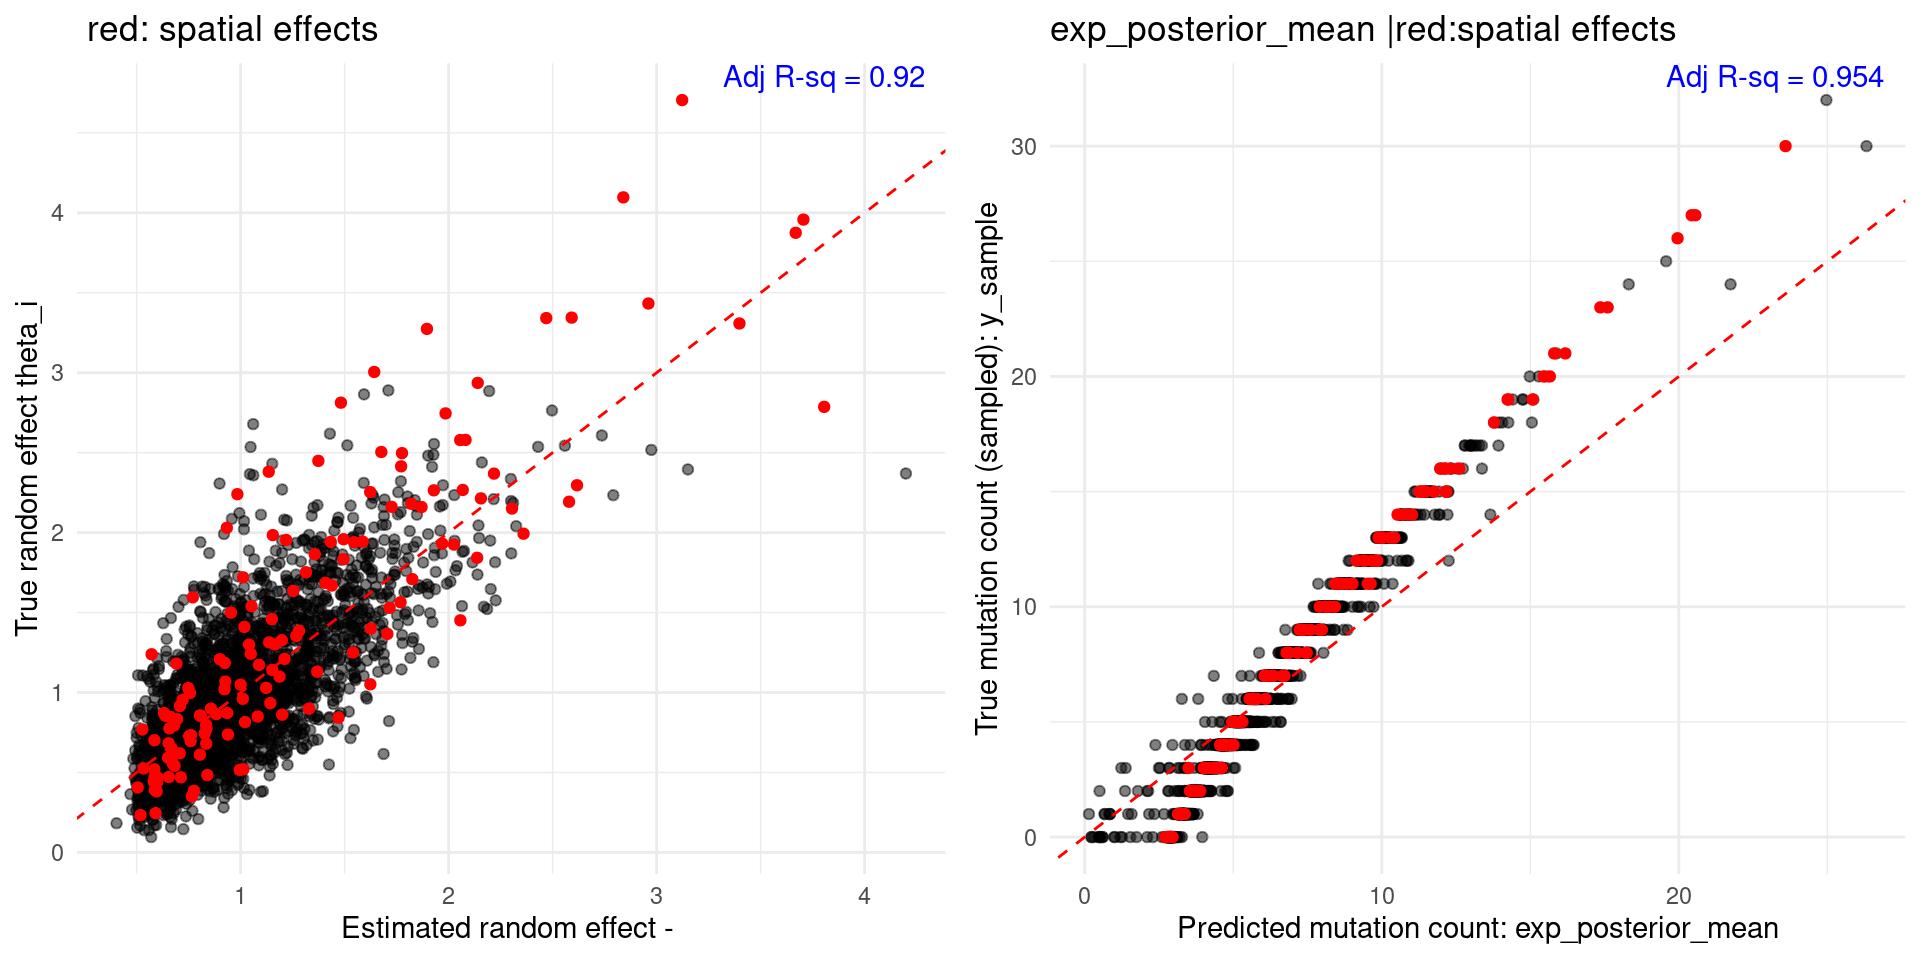 red: spatial effects
Adj R-sq = 0.92
True random effect theta_i
4
3
2
1
0
1
2
3
4
Estimated random effect -
exp_posterior_mean |red:spatial effects
Adj R-sq = 0.954
True mutation count (sampled): y_sample
30
20
10
0
0
10
20
Predicted mutation count: exp_posterior_mean